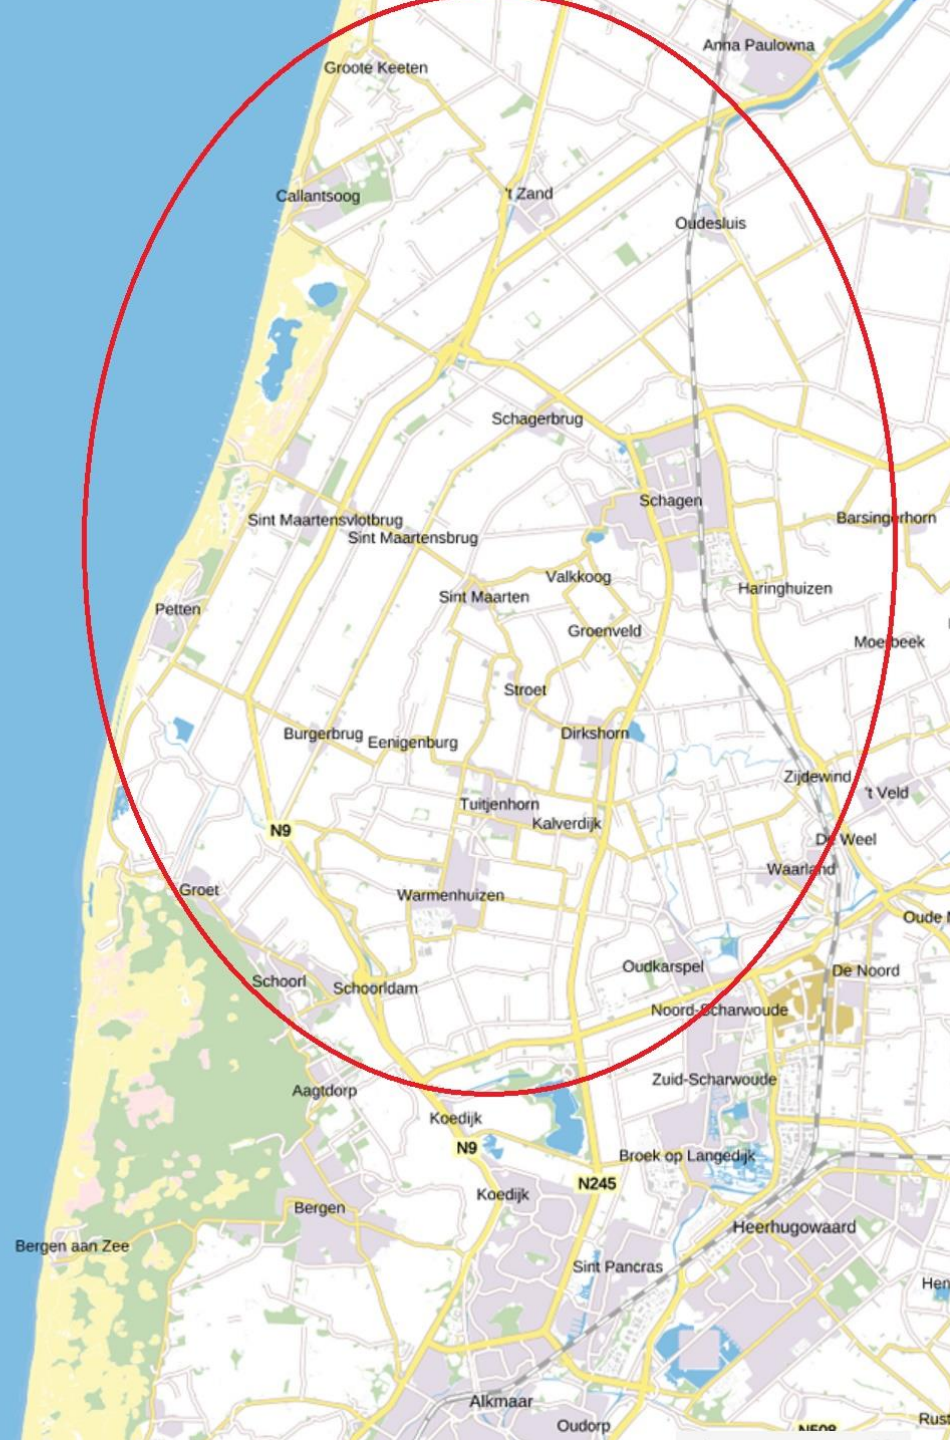 Anna Paulowna
Groote Keeten
Callantsoog
't Zand
Oudesluis
Schagerbrug
Schagen
Sint Maartensvlotbrug
Barsingerhorn
Sint Maartensbrug
Valkkoog
Haringhuizen
Sint Maarten
Petten
Groenveld
Moerbeek
Stroet
Burgerbrug
Dirkshorn
Eenigenburg
Zijdewind
't Veld
Tuitjenhorn
Kalverdijk
N9
De Weel
Waarland
Groet
Warmenhuizen
Oude N
Oudkarspel
De Noord
Schoorl
Schoorldam
Noord-Scharwoude
Zuid-Scharwoude
Aagtdorp
Koedijk
N9
Broek op Langedijk
N245
Koedijk
Bergen
Heerhugowaard
Bergen aan Zee
Sint Pancras
Hen
Alkmaar
Rust
Oudorp
N508